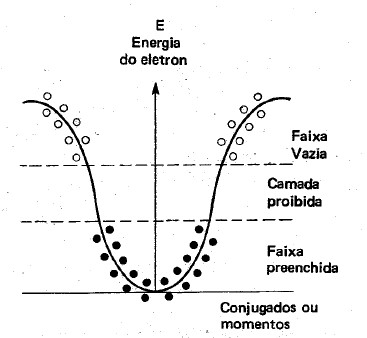 E
Energia
do eletron
Faixa
Vazia
Camada
proibida
Faixa
preenchida
Conjugados ou
momentos